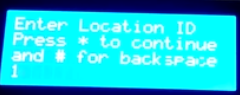 Enter Location ID
Press * to continue
and # for backspace
1